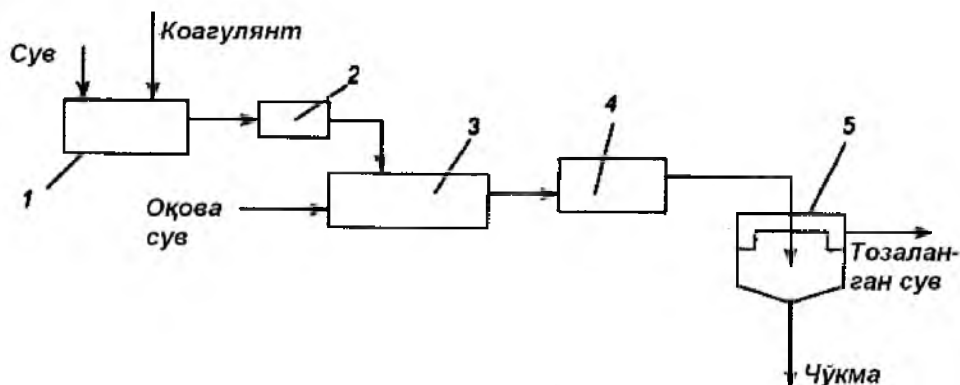 Коагулянт
Сув
2
4
3
5
1
Оқова
сув
Тозалан-
ган сув
Чўкма